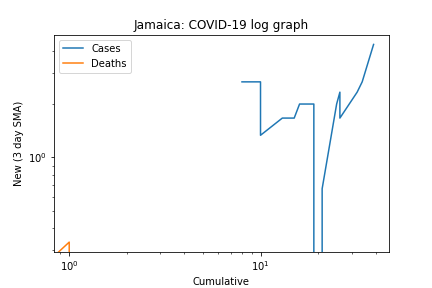 Jamaica: COVID-19 log graph
Cases
Deaths
New (3 day SMA)
10⁰
10⁰
10¹
Cumulative